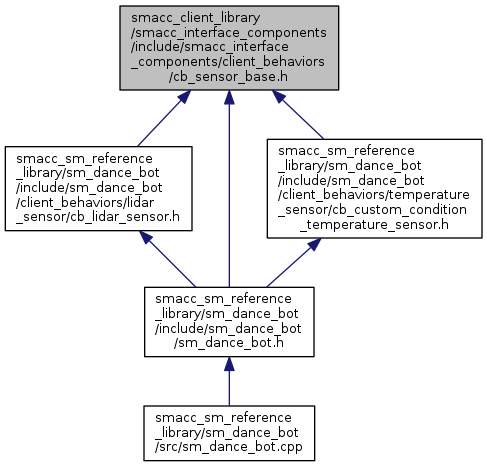 smacc_client_library
/smacc_interface_components
/include/smacc_interface
_components/client_behaviors
/cb_sensor_base.h
smacc_sm_reference
_library/sm_dance_bot
/include/sm_dance_bot
/client_behaviors/lidar
_sensor/cb_lidar_sensor.h
smacc_sm_reference
_library/sm_dance_bot
/include/sm_dance_bot
/client_behaviors/temperature
_sensor/cb_custom_condition
_temperature_sensor.h
smacc_sm_reference
_library/sm_dance_bot
/include/sm_dance_bot
/sm_dance_bot.h
smacc_sm_reference
_library/sm_dance_bot
/src/sm_dance_bot.cpp